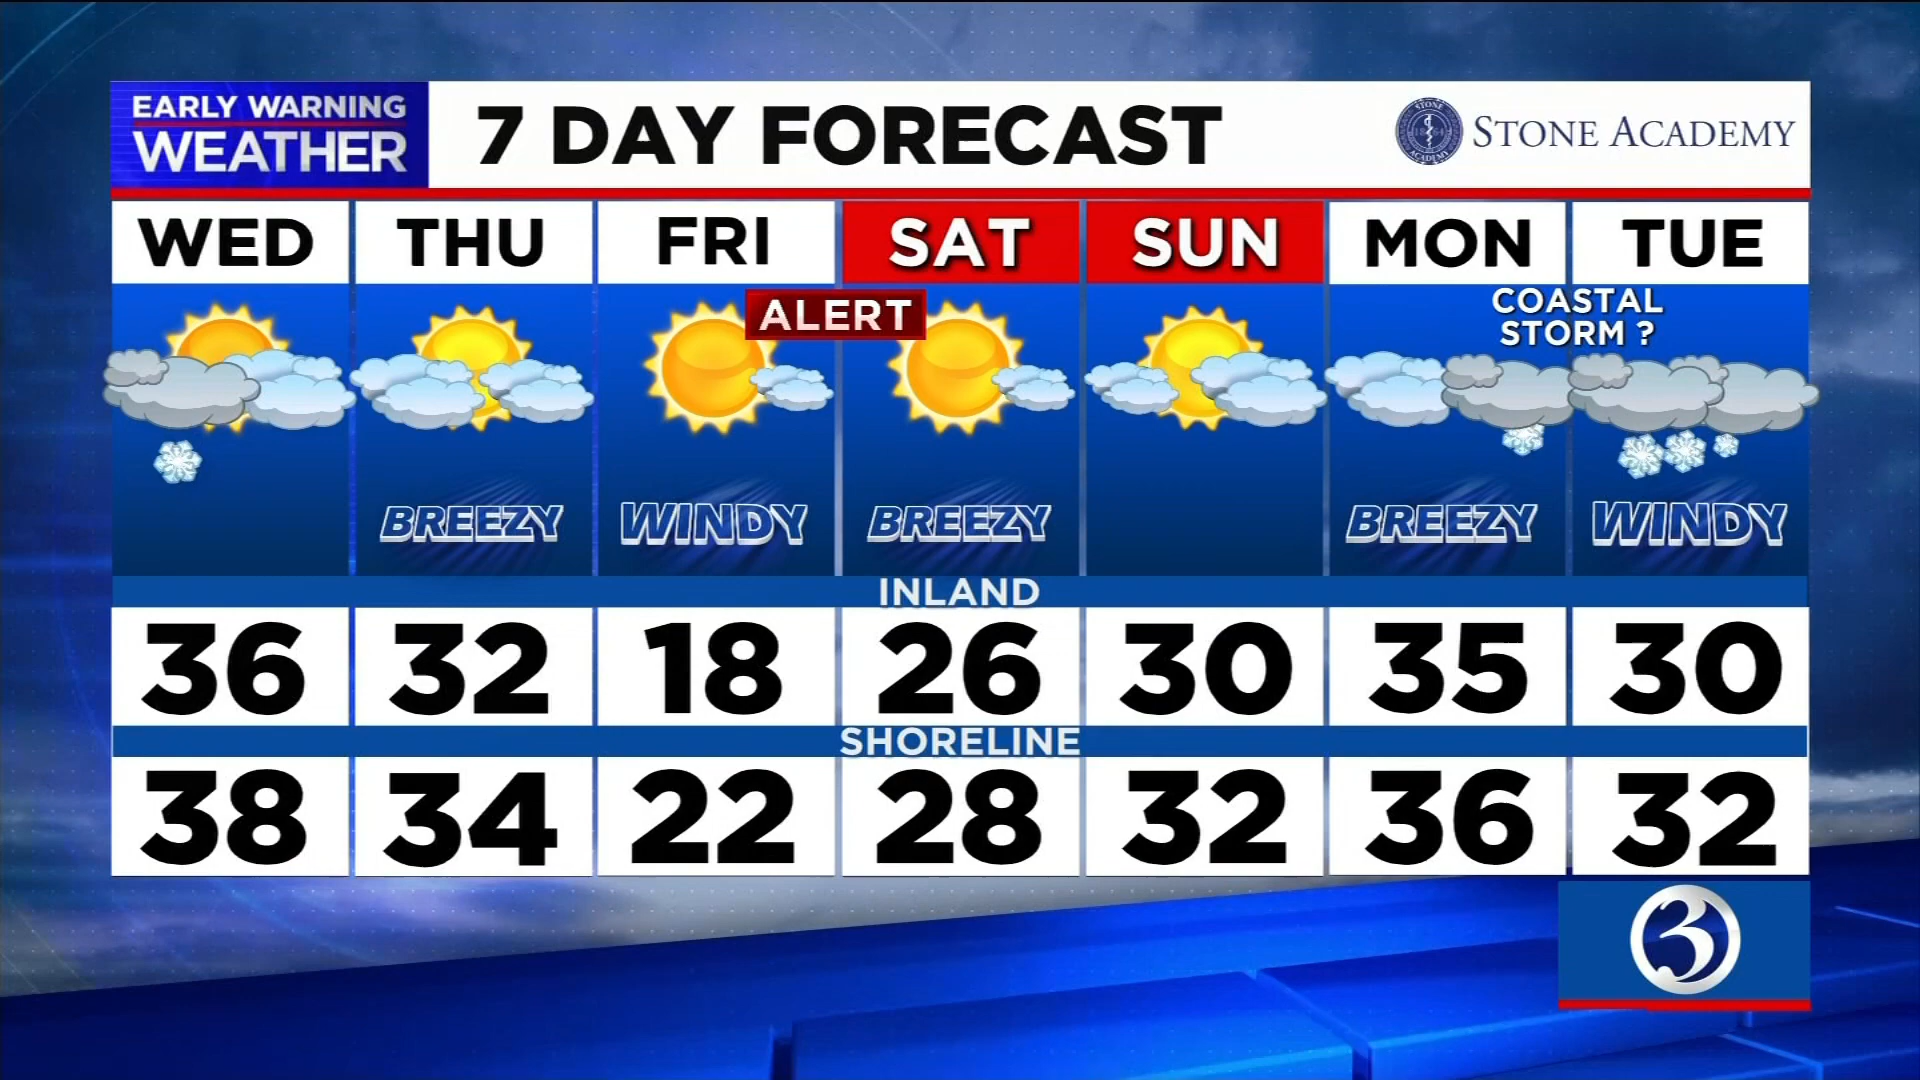 EARLY WARNING
WEATHER
7 DAY FORECAST
STONE ACADEMY
WED THU FRI SAT SUN MON TUE
ALERT
COASTAL
STORM ?
BREEZY WINDY BREEZY BREEZY WINDY
INLAND
36 32 18 26 30 35 30
SHORELINE
38 34 22 28 32 36 32
3